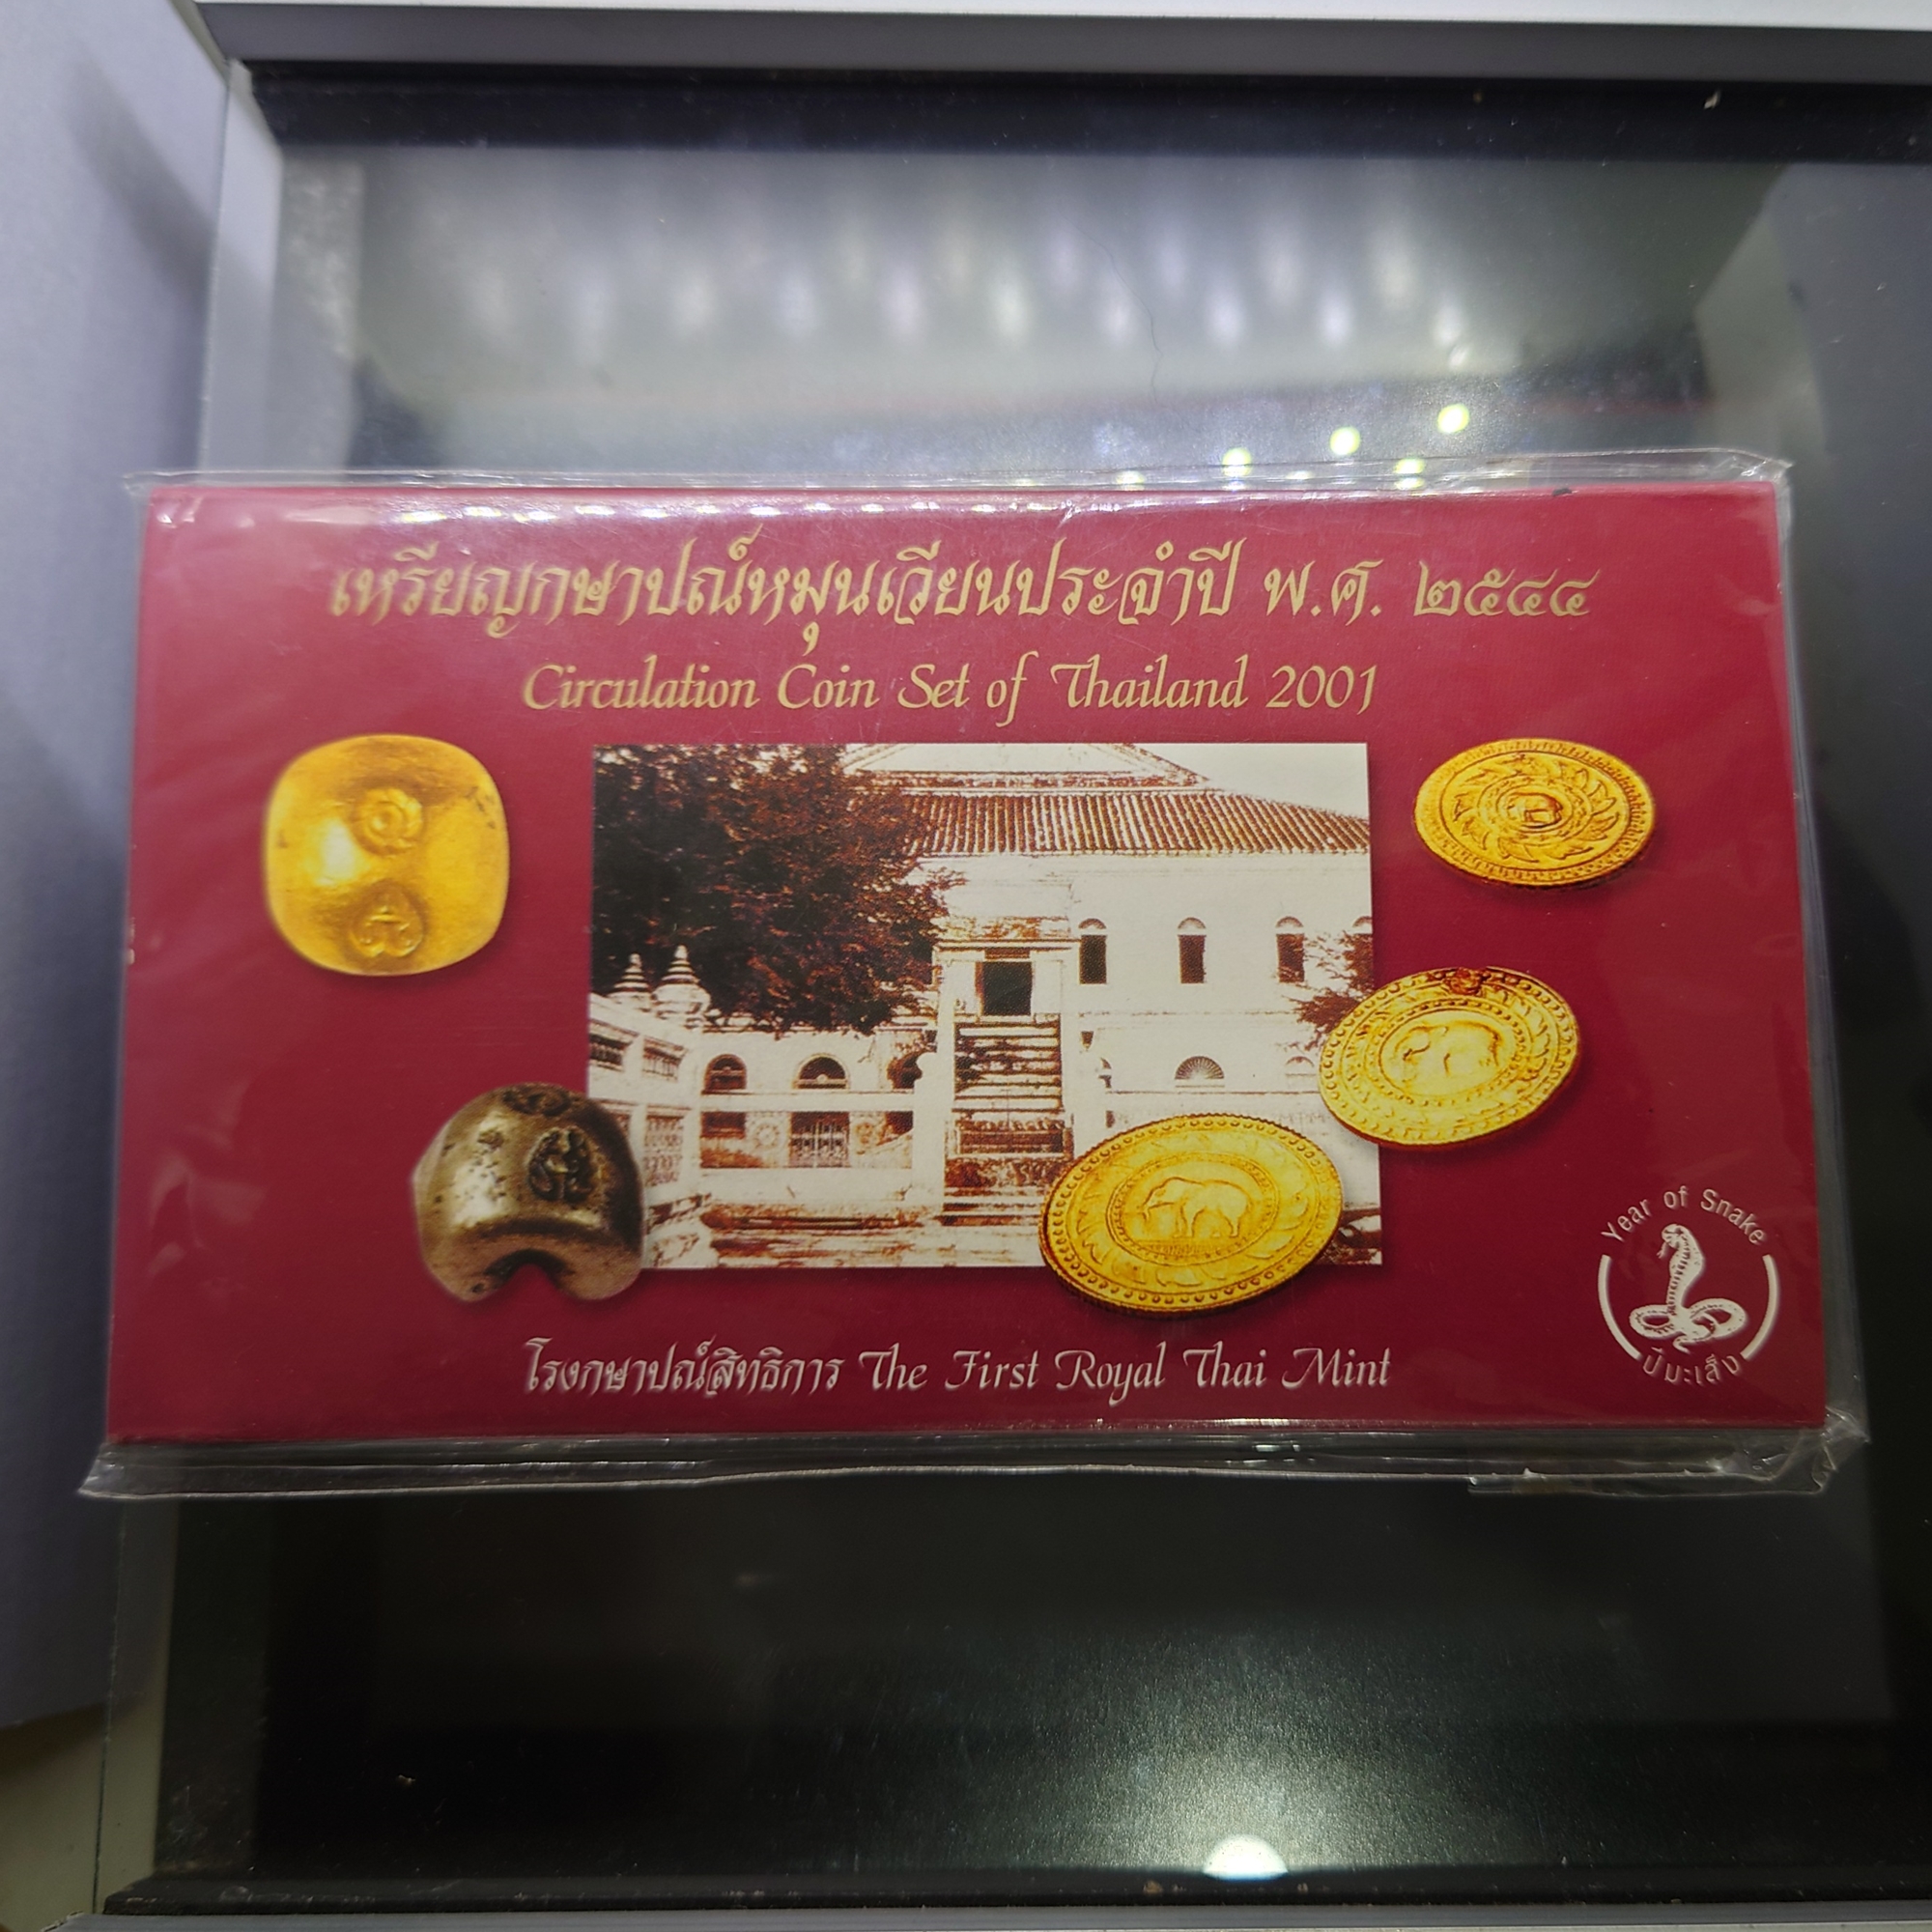 เหรียญกษาปณ์หมุนเวียนประจำปี พ.ศ. ๒๕๔๔
Circulation Coin Set of Thailand 2001
Year of Snake
ปีมะเส็ง
โรงกษาปณ์สิทธิการ The First Royal Thai Mint